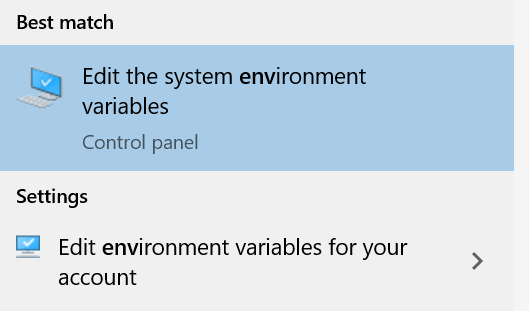 Best match
Edit the system environment
variables
Control panel
Settings
Edit environment variables for your
account